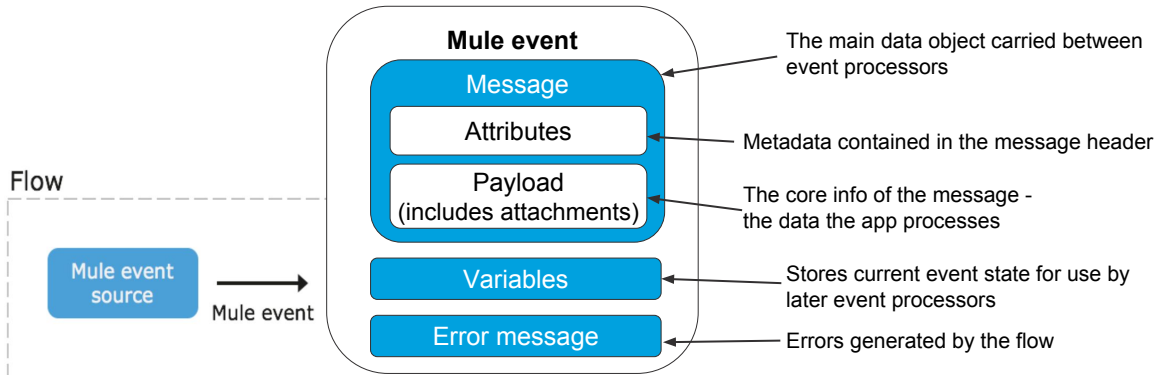 Mule event
Message
Attributes
Payload
(includes attachments)
Variables
Error message
The main data object carried between
event processors
Metadata contained in the message header
The core info of the message -
the data the app processes
Stores current event state for use by
later event processors
Errors generated by the flow
Flow
Mule event
source
Mule event